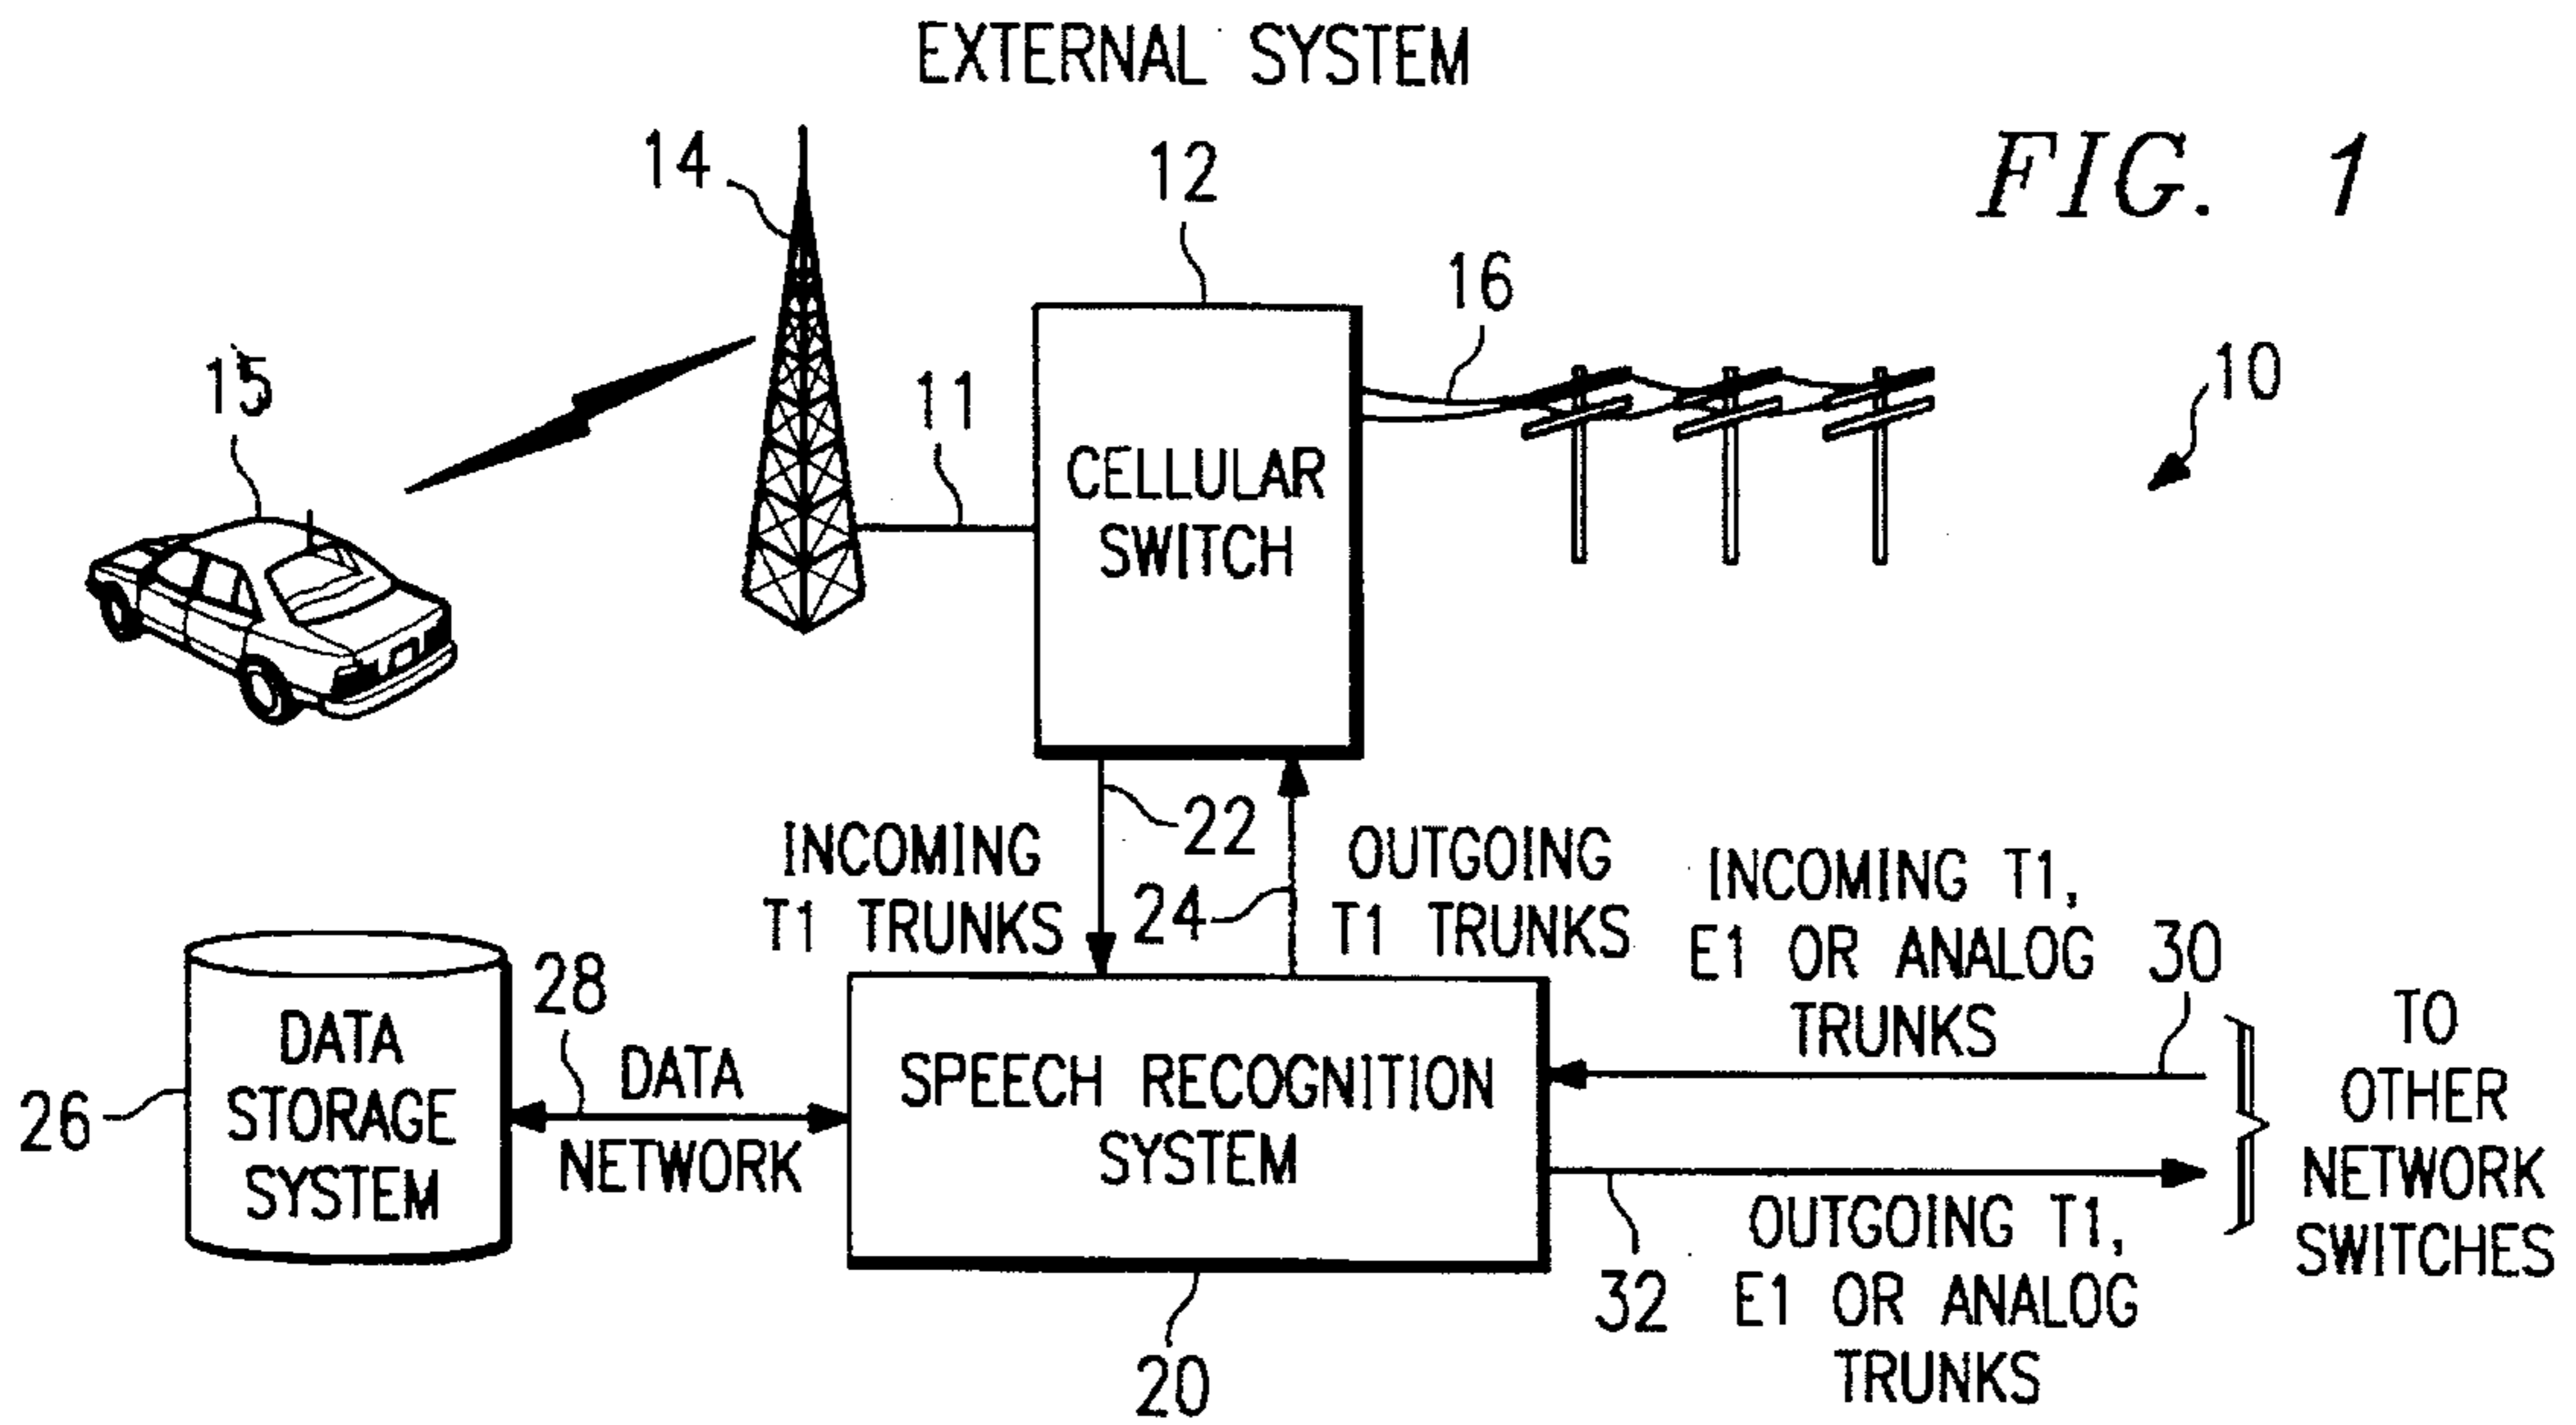 EXTERNAL SYSTEM
FIG. 1
14
12
16
15
11
10
CELLULAR
SWITCH
22
INCOMING
T1 TRUNKS
24
OUTGOING
T1 TRUNKS
INCOMING T1,
E1 OR ANALOG
TRUNKS
30
TO
OTHER
NETWORK
SWITCHES
DATA
STORAGE
SYSTEM
26
28
DATA
NETWORK
SPEECH RECOGNITION
SYSTEM
32
OUTGOING T1,
E1 OR ANALOG
TRUNKS
20